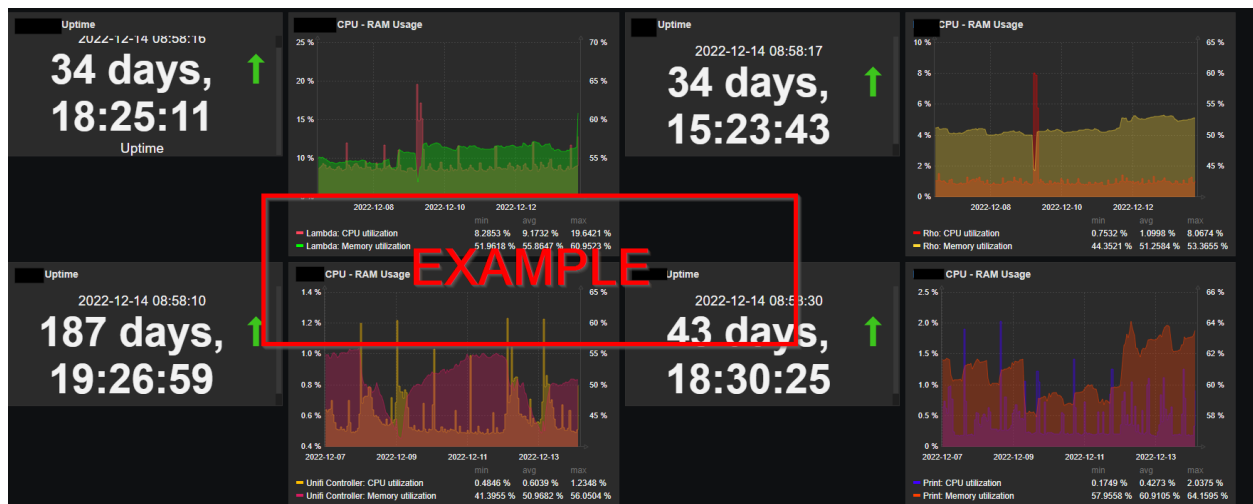 Uptime
2022-12-14 08:58:16
34 days,
18:25:11
Uptime
CPU - RAM Usage
25 %
20 %
15 %
10 %
70 %
65 %
60 %
55 %
2022-12-08 2022-12-10 2022-12-12
min avg max
Lambda: CPU utilization 8.2853 % 9.1732 % 19.6421 %
Lambda: Memory utilization 51.9618 % 55.8647 % 60.9523 %
Uptime
2022-12-14 08:58:17
34 days,
15:23:43
CPU - RAM Usage
10 %
8 %
6 %
4 %
2 %
0 %
65 %
60 %
55 %
50 %
45 %
2022-12-08 2022-12-10 2022-12-12
min avg max
Rho: CPU utilization 0.7532 % 1.0998 % 8.0674 %
Rho: Memory utilization 44.3521 % 51.2584 % 53.3655 %
EXAMPLE
Uptime
2022-12-14 08:58:10
187 days,
19:26:59
CPU - RAM Usage
1.4 %
1.2 %
1.0 %
0.8 %
0.6 %
0.4 %
65 %
60 %
55 %
50 %
45 %
2022-12-07 2022-12-09 2022-12-11 2022-12-13
min avg max
Unifi Controller: CPU utilization 0.4846 % 0.6039 % 1.2348 %
Unifi Controller: Memory utilization 41.3955 % 50.9682 % 56.0504 %
Uptime
2022-12-14 08:58:30
43 days,
18:30:25
CPU - RAM Usage
2.5 %
2.0 %
1.5 %
1.0 %
0.5 %
0 %
66 %
64 %
62 %
60 %
58 %
2022-12-07 2022-12-09 2022-12-11 2022-12-13
min avg max
Print: CPU utilization 0.1749 % 0.4273 % 2.0375 %
Print: Memory utilization 57.9558 % 60.9105 % 64.1595 %